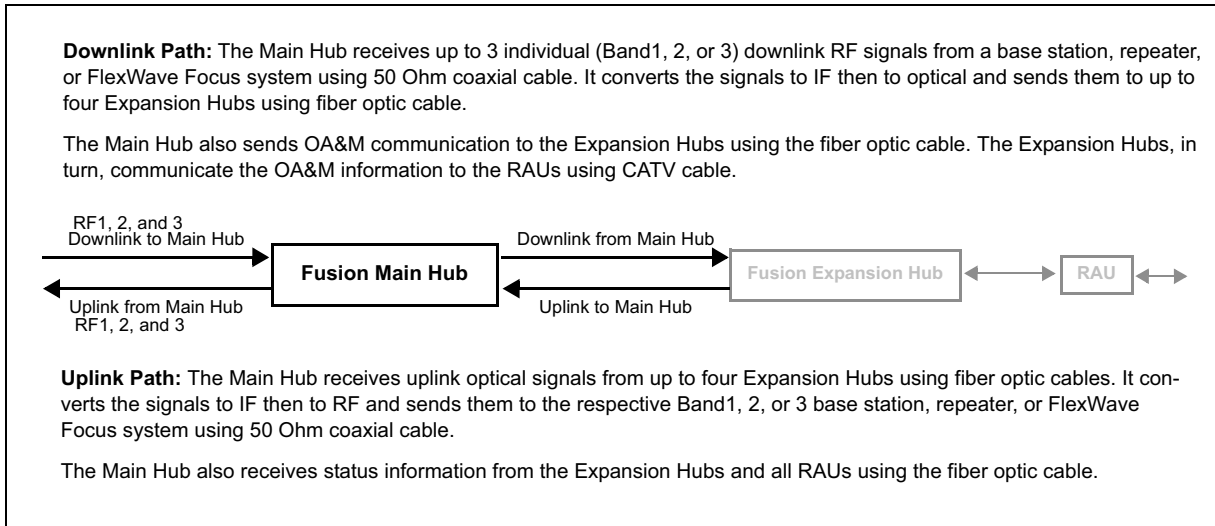 Downlink Path: The Main Hub receives up to 3 individual (Band1, 2, or 3) downlink RF signals from a base station, repeater,
or FlexWave Focus system using 50 Ohm coaxial cable. It converts the signals to IF then to optical and sends them to up to
four Expansion Hubs using fiber optic cable.
The Main Hub also sends OA&M communication to the Expansion Hubs using the fiber optic cable. The Expansion Hubs, in
turn, communicate the OA&M information to the RAUs using CATV cable.
RF1, 2, and 3
Downlink to Main Hub
Downlink from Main Hub
Fusion Main Hub
Fusion Expansion Hub
RAU
Uplink from Main Hub
RF1, 2, and 3
Uplink to Main Hub
Uplink Path: The Main Hub receives uplink optical signals from up to four Expansion Hubs using fiber optic cables. It con-
verts the signals to IF then to RF and sends them to the respective Band1, 2, or 3 base station, repeater, or FlexWave
Focus system using 50 Ohm coaxial cable.
The Main Hub also receives status information from the Expansion Hubs and all RAUs using the fiber optic cable.